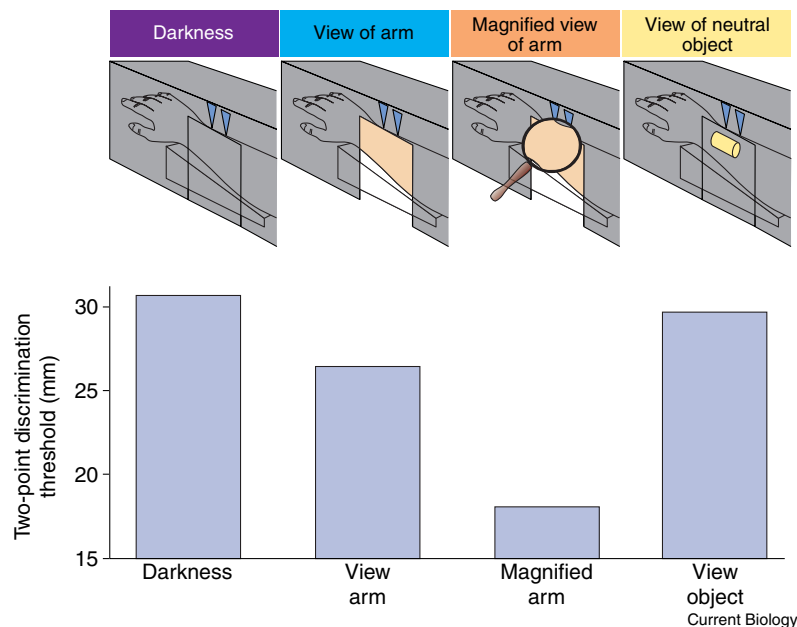 Darkness
View of arm
Magnified view
of arm
View of neutral
object
Two-point discrimination
threshold (mm)
30
25
20
15
Darkness
View
arm
Magnified
arm
View
object
Current Biology